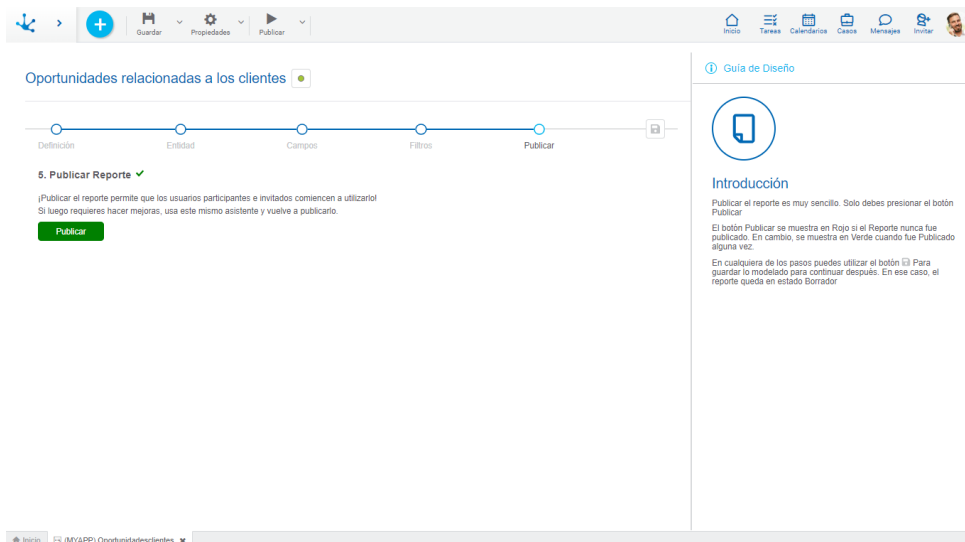 Guardar
Propiedades
Publicar
Inicio
Tareas
Calendarios
Casos
Mensajes
Invitar
Oportunidades relacionadas a los clientes
Definición
Entidad
Campos
Filtros
Publicar
5. Publicar Reporte
¡Publicar el reporte permite que los usuarios participantes e invitados comiencen a utilizarlo!
Si luego requieres hacer mejoras, usa este mismo asistente y vuelve a publicarlo.
Publicar
Guía de Diseño
Introducción
Publicar el reporte es muy sencillo. Solo debes presionar el botón
Publicar
El botón Publicar se muestra en Rojo si el Reporte nunca fue
publicado. En cambio, se muestra en Verde cuando fue Publicado
alguna vez.
En cualquiera de los pasos puedes utilizar el botón Para
guardar lo modelado para continuar después. En ese caso, el
reporte queda en estado Borrador
Inicio
(MYAPP) Oportunidadesclientes